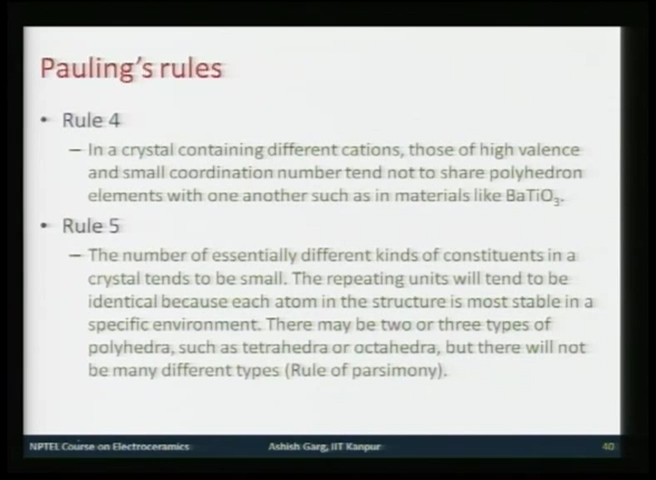 Pauling's rules
• Rule 4
– In a crystal containing different cations, those of high valence
and small coordination number tend not to share polyhedron
elements with one another such as in materials like BaTiO₃.
• Rule 5
– The number of essentially different kinds of constituents in a
crystal tends to be small. The repeating units will tend to be
identical because each atom in the structure is most stable in a
specific environment. There may be two or three types of
polyhedra, such as tetrahedra or octahedra, but there will not
be many different types (Rule of parsimony).
NPTEL Course on Electroceramics Ashish Garg, IIT Kanpur 40